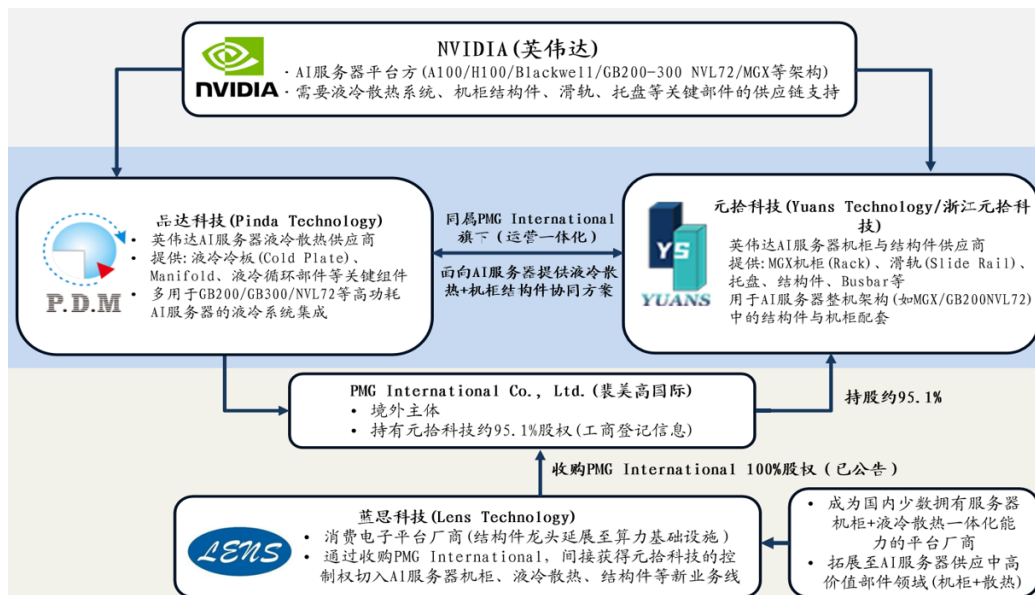 NVIDIA(英伟达)
NVIDIA
·AI服务器平台方(A100/H100/Blackwell/GB200-300 NVL72/MGX等架构)
·需要液冷散热系统、机柜结构件、滑轨、托盘等关键部件的供应链支持
品达科技(Pinda Technology)
P.D.M
• 英伟达AI服务器液冷散热供应商
• 提供:液冷冷板(Cold Plate)、
Manifold、液冷循环部件等关键组件
• 多用于GB200/GB300/NVL72等高功耗
AI服务器的液冷系统集成
同属PMG International
旗下（运营一体化）
面向AI服务器提供液冷散
热+机柜结构件协同方案
元拾科技(Yuans Technology/浙江元拾科
技)
YS
YUANS
英伟达AI服务器机柜与结构件供应商
提供:MGX机柜(Rack)、滑轨(Slide Rail)、
托盘、结构件、Busbar等
用于AI服务器整机架构(如MGX/GB200NVL72)
中的结构件与机柜配套
PMG International Co., Ltd.(裴美高国际)
• 境外主体
• 持有元拾科技约95.1%股权(工商登记信息)
持股约95.1%
收购PMG International 100%股权（已公告）
蓝思科技(Lens Technology)
LENS
• 消费电子平台厂商(结构件龙头延展至算力基础设施)
• 通过收购PMG International，间接获得元拾科技的控
制权切入AI服务器机柜、液冷散热、结构件等新业务线
• 成为国内少数拥有服务器
机柜+液冷散热一体化能
力的平台厂商
• 拓展至AI服务器供应中高
价值部件领域(机柜+散热)